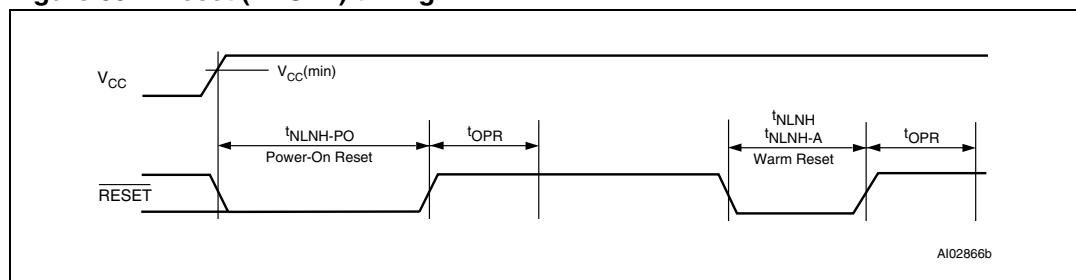 V_CC
V_CC(min)
t_NLNH-PO
Power-On Reset
t_OPR
t_NLNH
t_NLNH-A
Warm Reset
t_OPR
RESET
AI02866b